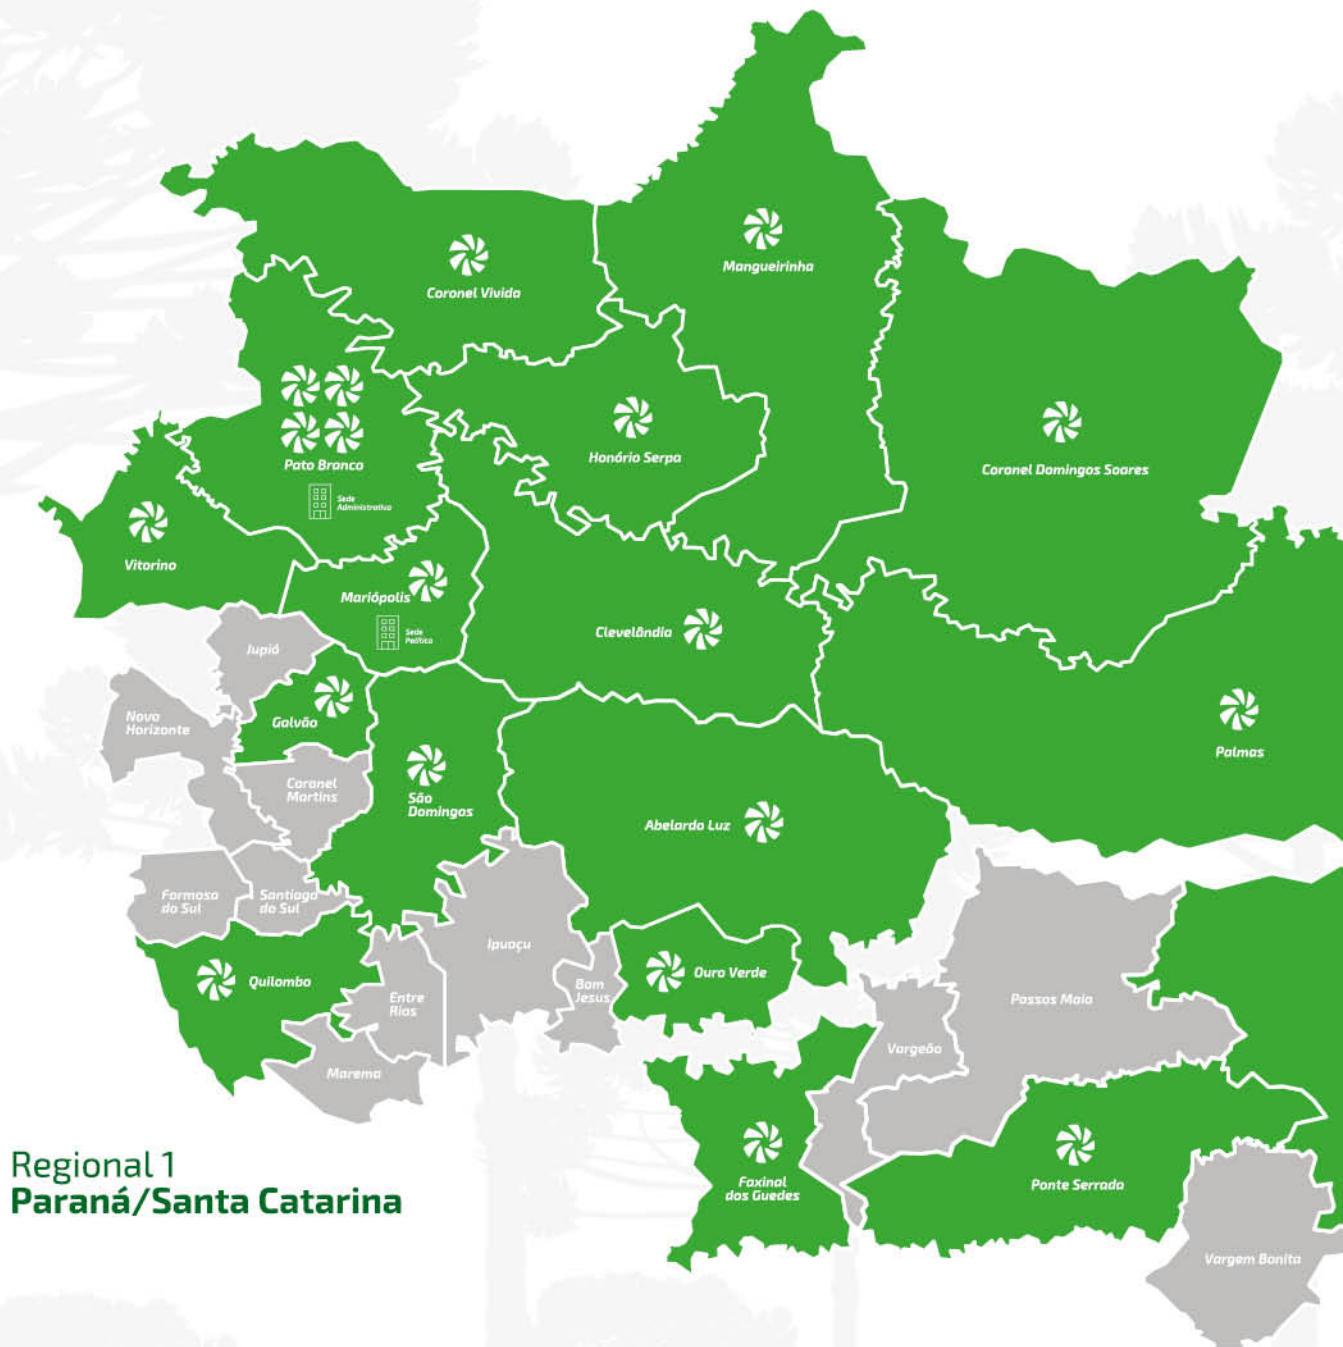 Mangueirinha
Coronel Vivida
Honório Serpa
Pato Branco
Coronel Domingos Soares
Sede
Administrativa
Vitorino
Mariópolis
Sede
Política
Clevelândia
Jupiá
Galvão
Novo
Horizonte
Palmas
Coronel
Martins
São
Domingos
Abelardo Luz
Formosa
do Sul
Santiago
do Sul
Ipuaçu
Quilombo
Entre
Rios
Bom
Jesus
Ouro Verde
Passos Maia
Vargeão
Marema
Faxinal
dos Guedes
Ponte Serrada
Vargem Bonita
Regional 1
Paraná/Santa Catarina